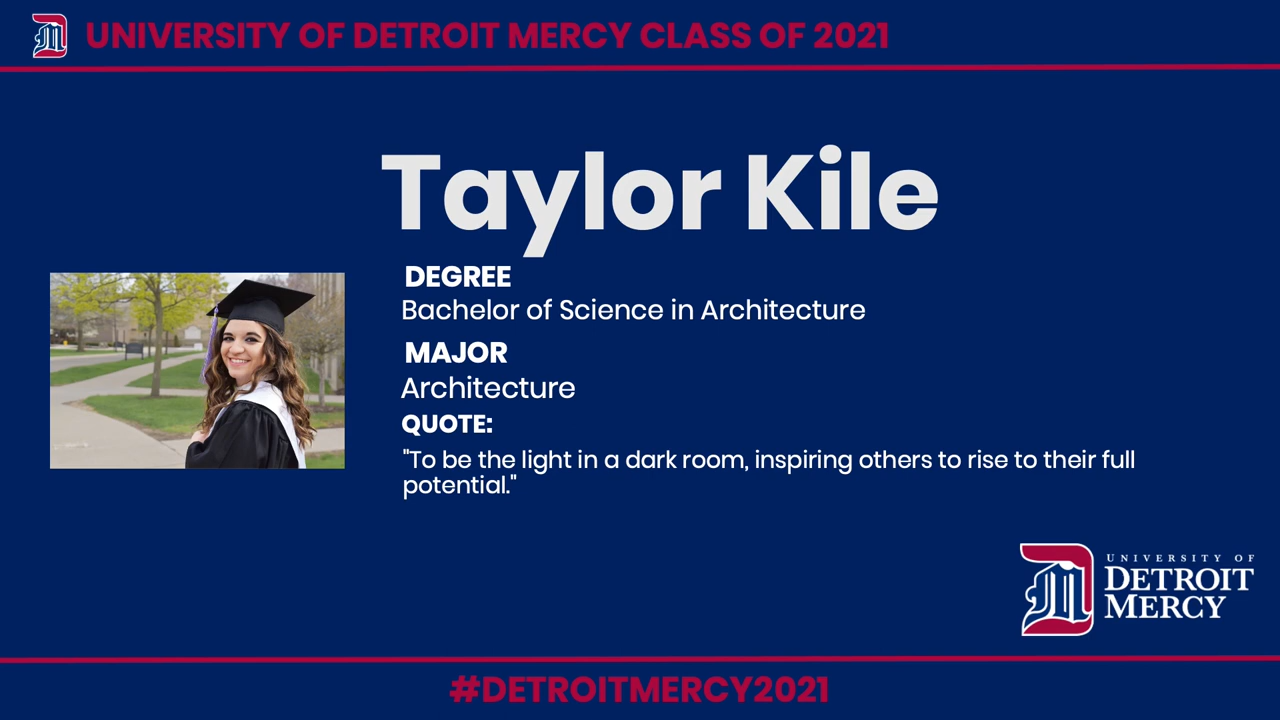 UNIVERSITY OF DETROIT MERCY CLASS OF 2021
Taylor Kile
DEGREE
Bachelor of Science in Architecture
MAJOR
Architecture
QUOTE:
"To be the light in a dark room, inspiring others to rise to their full
potential."
UNIVERSITY OF
DETROIT
MERCY
#DETROITMERCY2021